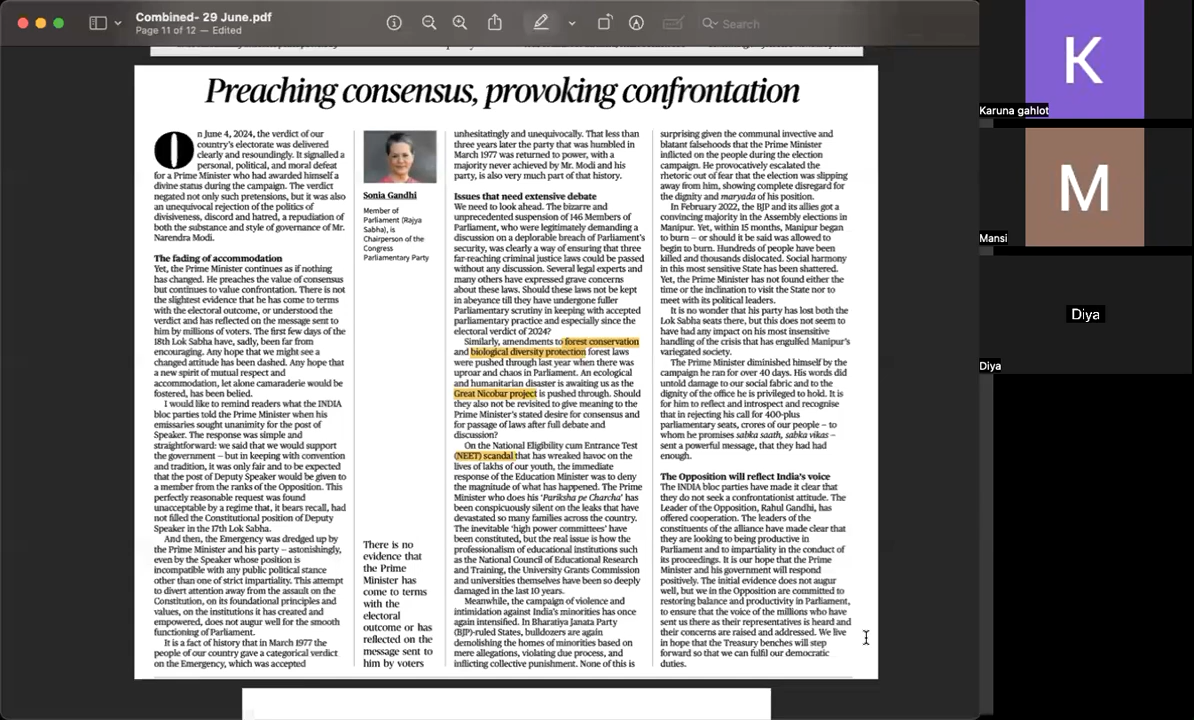 Combined- 29 June.pdf
Page 11 of 12 — Edited
Search
Preaching consensus, provoking confrontation
On June 4, 2024, the verdict of our
country's electorate was delivered
clearly and resoundingly. It signalled a
personal, political, and moral defeat
for a Prime Minister who had awarded himself a
divine status during the campaign. The verdict
negated not only such pretensions, but it was also
an unequivocal rejection of the politics of
divisiveness, discord and hatred, a repudiation of
both the substance and style of governance of Mr.
Narendra Modi.
The fading of accommodation
Yet, the Prime Minister continues as if nothing
has changed. He preaches the value of consensus
but continues to value confrontation. There is not
the slightest evidence that he has come to terms
with the electoral outcome, or understood the
verdict and has reflected on the message sent to
him by millions of voters. The first few days of the
18th Lok Sabha have, sadly, been far from
encouraging. Any hope that we might see a
changed attitude has been dashed. Any hope that
a new spirit of mutual respect and
accommodation, let alone camaraderie would be
fostered, has been belied.
I would like to remind readers what the INDIA
bloc parties told the Prime Minister when his
emissaries sought unanimity for the post of
Speaker. The response was simple and
straightforward: we said that we would support
the government – but in keeping with convention
and tradition, it was only fair and to be expected
that the post of Deputy Speaker would be given to
a member from the ranks of the Opposition. This
perfectly reasonable request was found
unacceptable by a regime that, it bears recall, had
not filled the Constitutional position of Deputy
Speaker in the 17th Lok Sabha.
And then, the Emergency was dredged up by
the Prime Minister and his party – astonishingly,
even by the Speaker whose position is
incompatible with any public political stance
other than one of strict impartiality. This attempt
to divert attention away from the assault on the
Constitution, on its foundational principles and
values, on the institutions it has created and
empowered, does not augur well for the smooth
functioning of Parliament.
It is a fact of history that in March 1977 the
people of our country gave a categorical verdict
on the Emergency, which was accepted
Sonia Gandhi
Member of
Parliament (Rajya
Sabha), is
Chairperson of the
Congress
Parliamentary Party
There is no
evidence that
the Prime
Minister has
come to terms
with the
electoral
outcome or has
reflected on the
message sent to
him by voters
unhesitatingly and unequivocally. That less than
three years later the party that was humbled in
March 1977 was returned to power, with a
majority never achieved by Mr. Modi and his
party, is also very much part of that history.
Issues that need extensive debate
We need to look ahead. The bizarre and
unprecedented suspension of 146 Members of
Parliament, who were legitimately demanding a
discussion on a deplorable breach of Parliament's
security, was clearly a way of ensuring that three
far-reaching criminal justice laws could be passed
without any discussion. Several legal experts and
many others have expressed grave concerns
about these laws. Should these laws not be kept
in abeyance till they have undergone fuller
Parliamentary scrutiny in keeping with accepted
parliamentary practice and especially since the
electoral verdict of 2024?
Similarly, amendments to forest conservation
and biological diversity protection forest laws
were pushed through last year when there was
uproar and chaos in Parliament. An ecological
and humanitarian disaster is awaiting us as the
Great Nicobar project is pushed through. Should
they also not be revisited to give meaning to the
Prime Minister's stated desire for consensus and
for passage of laws after full debate and
discussion?
On the National Eligibility cum Entrance Test
(NEET) scandal that has wreaked havoc on the
lives of lakhs of our youth, the immediate
response of the Education Minister was to deny
the magnitude of what has happened. The Prime
Minister who does his 'Pariksha pe Charcha' has
been conspicuously silent on the leaks that have
devastated so many families across the country.
The inevitable 'high power committees' have
been constituted, but the real issue is how the
professionalism of educational institutions such
as the National Council of Educational Research
and Training, the University Grants Commission
and universities themselves have been so deeply
damaged in the last 10 years.
Meanwhile, the campaign of violence and
intimidation against India's minorities has once
again intensified. In Bharatiya Janata Party
(BJP)-ruled States, bulldozers are again
demolishing the homes of minorities based on
mere allegations, violating due process, and
inflicting collective punishment. None of this is
surprising given the communal invective and
blatant falsehoods that the Prime Minister
inflicted on the people during the election
campaign. He provocatively escalated the
rhetoric out of fear that the election was slipping
away from him, showing complete disregard for
the dignity and maryada of his position.
In February 2022, the BJP and its allies got a
convincing majority in the Assembly elections in
Manipur. Yet, within 15 months, Manipur began
to burn – or should it be said was allowed to
begin to burn. Hundreds of people have been
killed and thousands dislocated. Social harmony
in this most sensitive State has been shattered.
Yet, the Prime Minister has not found either the
time or the inclination to visit the State nor to
meet with its political leaders.
It is no wonder that his party has lost both the
Lok Sabha seats there, but this does not seem to
have had any impact on his most insensitive
handling of the crisis that has engulfed Manipur's
variegated society.
The Prime Minister diminished himself by the
campaign he ran for over 40 days. His words did
untold damage to our social fabric and to the
dignity of the office he is privileged to hold. It is
for him to reflect and introspect and recognise
that in rejecting his call for 400-plus
parliamentary seats, crores of our people – to
whom he promises sabka saath, sabka vikas –
sent a powerful message, that they had had
enough.
The Opposition will reflect India's voice
The INDIA bloc parties have made it clear that
they do not seek a confrontationist attitude. The
Leader of the Opposition, Rahul Gandhi, has
offered cooperation. The leaders of the
constituents of the alliance have made clear that
they are looking to being productive in
Parliament and to impartiality in the conduct of
its proceedings. It is our hope that the Prime
Minister and his government will respond
positively. The initial evidence does not augur
well, but we in the Opposition are committed to
restoring balance and productivity in Parliament,
to ensure that the voice of the millions who have
sent us there as their representatives is heard and
their concerns are raised and addressed. We live
in hope that the Treasury benches will step
forward so that we can fulfil our democratic
duties.
K
Karuna gahlot
M
Mansi
Diya
Diya